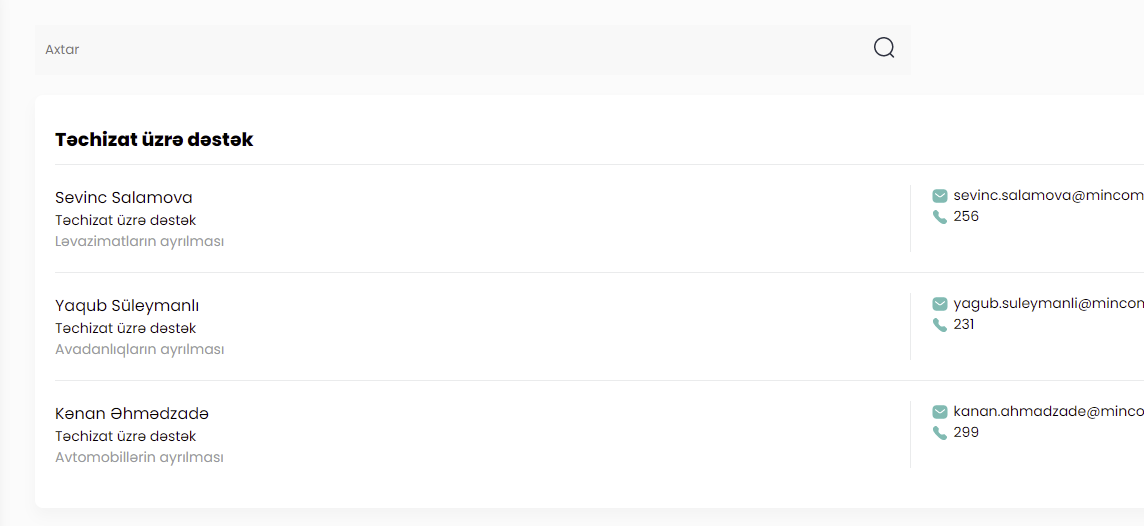 Axtar
Təchizat üzrə dəstək
Sevinc Salamova
Təchizat üzrə dəstək
Ləvazimatların ayrılması
sevinc.salamova@mincom
256
Yaqub Süleymanlı
Təchizat üzrə dəstək
Avadanlıqların ayrılması
yagub.suleymanli@mincom
231
Kənan Əhmədzadə
Təchizat üzrə dəstək
Avtomobillərin ayrılması
kanan.ahmadzade@minco
299